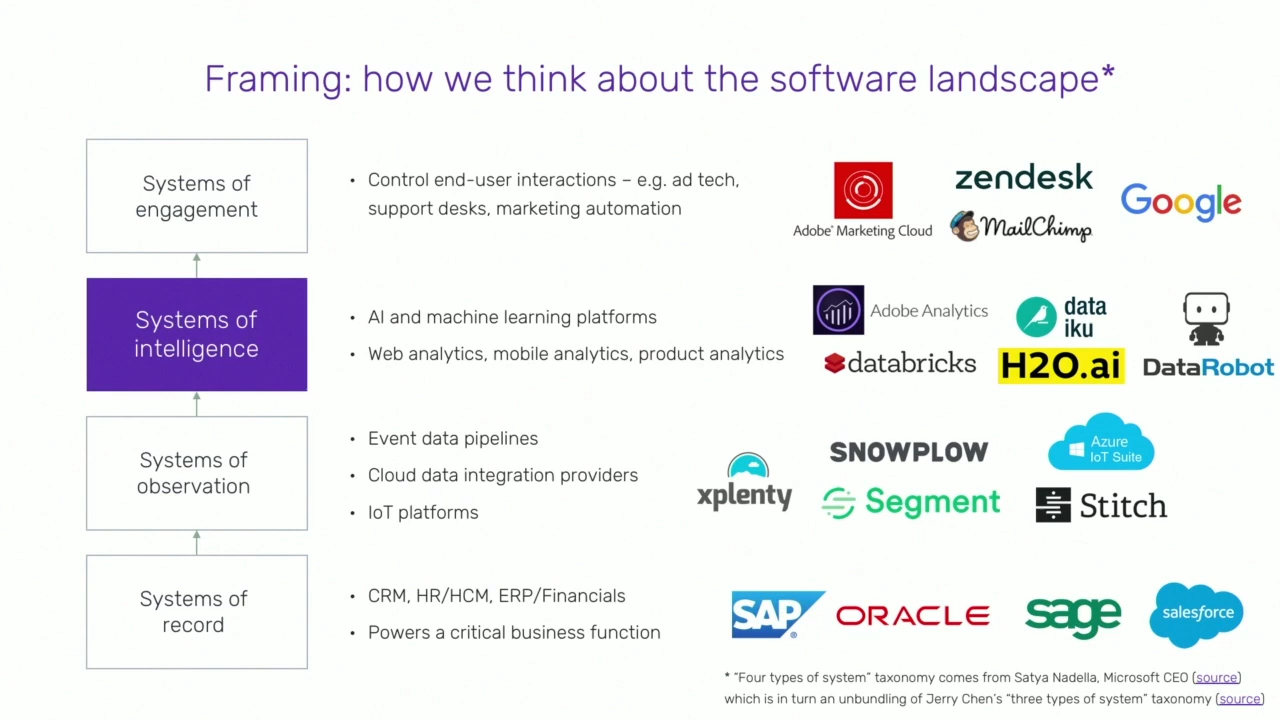 Framing: how we think about the software landscape*
Systems of
engagement
• Control end-user interactions – e.g. ad tech,
support desks, marketing automation
Adobe® Marketing Cloud
zendesk
MailChimp
Google
Systems of
intelligence
• AI and machine learning platforms
• Web analytics, mobile analytics, product analytics
Adobe Analytics
data
iku
databricks
H2O.ai
DataRobot
Systems of
observation
• Event data pipelines
• Cloud data integration providers
• IoT platforms
xplenty
SNOWPLOW
Segment
Azure
IoT Suite
Stitch
Systems of
record
• CRM, HR/HCM, ERP/Financials
• Powers a critical business function
SAP®
ORACLE
sage
salesforce
* “Four types of system” taxonomy comes from Satya Nadella, Microsoft CEO (source)
which is in turn an unbundling of Jerry Chen’s “three types of system” taxonomy (source)